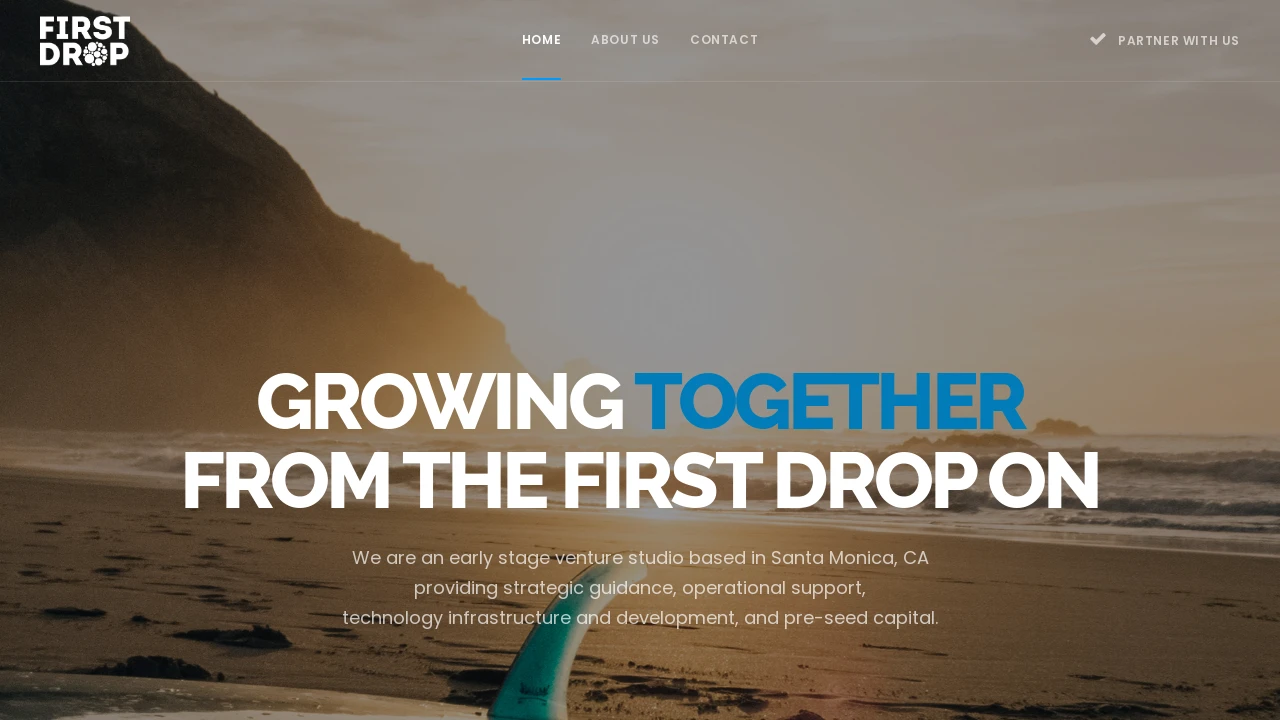 FIRST
DROP
HOME
ABOUT US
CONTACT
PARTNER WITH US
GROWING TOGETHER
FROM THE FIRST DROP ON
We are an early stage venture studio based in Santa Monica, CA
providing strategic guidance, operational support,
technology infrastructure and development, and pre-seed capital.